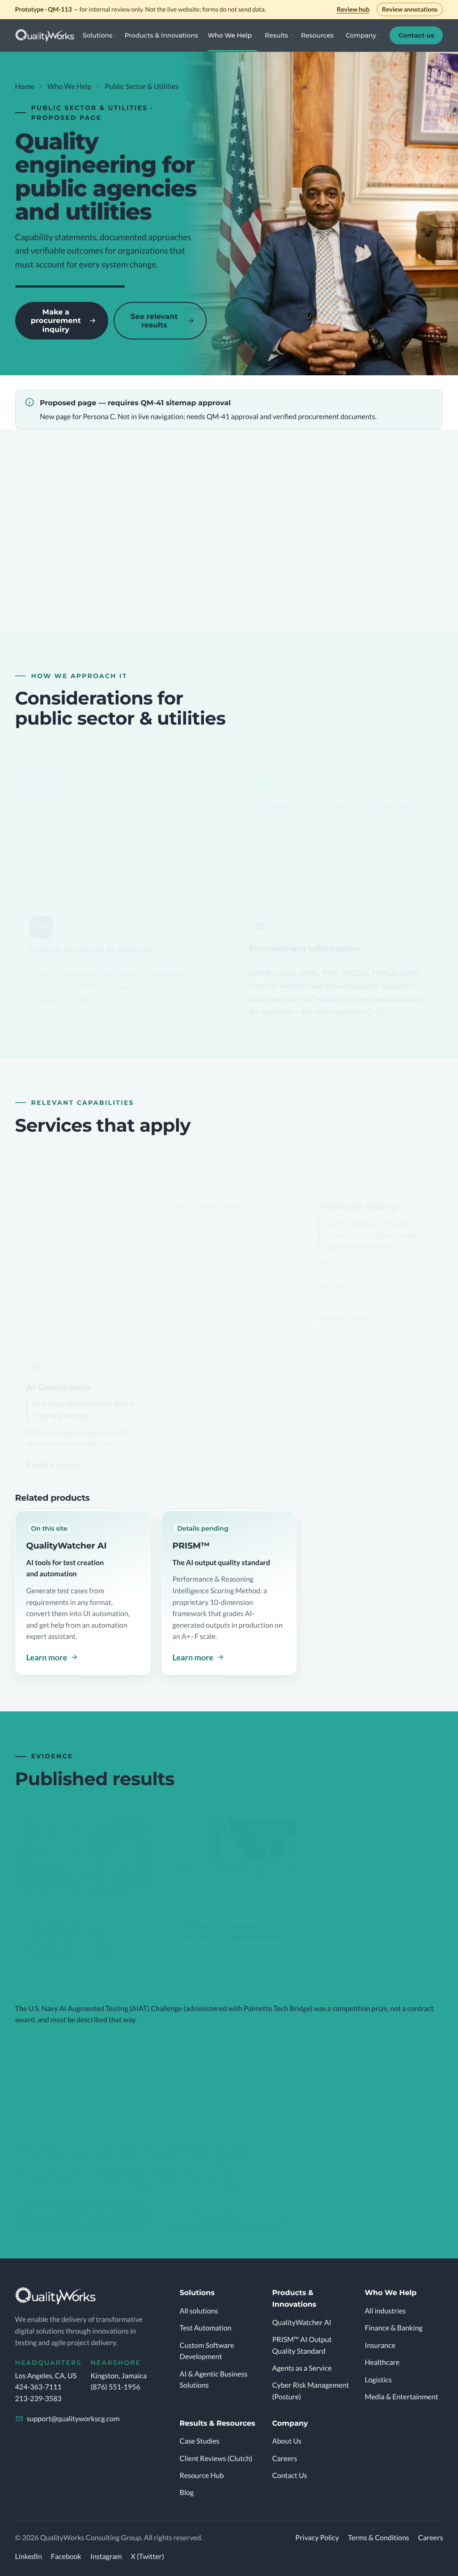 Prototype · QM-113 — for internal review only. Not the live website; forms do not send data.
Review hub
Review annotations
QualityWorks
Solutions
Products & Innovations
Who We Help
Results
Resources
Company
Contact us
Home › Who We Help › Public Sector & Utilities
PUBLIC SECTOR & UTILITIES ·
PROPOSED PAGE
Quality
engineering for
public agencies
and utilities
Capability statements, documented approaches
and verifiable outcomes for organizations that
must account for every system change.
Make a
procurement
inquiry
See relevant
results
Proposed page — requires QM-41 sitemap approval
New page for Persona C. Not in live navigation; needs QM-41 approval and verified procurement documents.
HOW WE APPROACH IT
Considerations for
public sector & utilities
Procurement information
RELEVANT CAPABILITIES
Services that apply
Full-Stack Testing
AI Governance
Explore service
Related products
On this site
QualityWatcher AI
AI tools for test creation
and automation
Generate test cases from
requirements in any format,
convert them into UI automation,
and get help from an automation
expert assistant.
Learn more
Details pending
PRISM™
The AI output quality standard
Performance & Reasoning
Intelligence Scoring Method: a
proprietary 10-dimension
framework that grades AI-
generated outputs in production on
an A+–F scale.
Learn more
EVIDENCE
Published results
The U.S. Navy AI Augmented Testing (AIAT) Challenge (administered with Palmetto Tech Bridge) was a competition prize, not a contract
award, and must be described that way.
QualityWorks
We enable the delivery of transformative
digital solutions through innovations in
testing and agile project delivery.
HEADQUARTERS
Los Angeles, CA, US
424-363-7111
213-239-3583
NEARSHORE
Kingston, Jamaica
(876) 551-1956
support@qualityworkscg.com
Solutions
All solutions
Test Automation
Custom Software
Development
AI & Agentic Business
Solutions
Products &
Innovations
QualityWatcher AI
PRISM™ AI Output
Quality Standard
Agents as a Service
Cyber Risk Management
(Posture)
Who We Help
All industries
Finance & Banking
Insurance
Healthcare
Logistics
Media & Entertainment
Results & Resources
Case Studies
Client Reviews (Clutch)
Resource Hub
Blog
Company
About Us
Careers
Contact Us
© 2026 QualityWorks Consulting Group. All rights reserved.
Privacy Policy
Terms & Conditions
Careers
LinkedIn
Facebook
Instagram
X (Twitter)